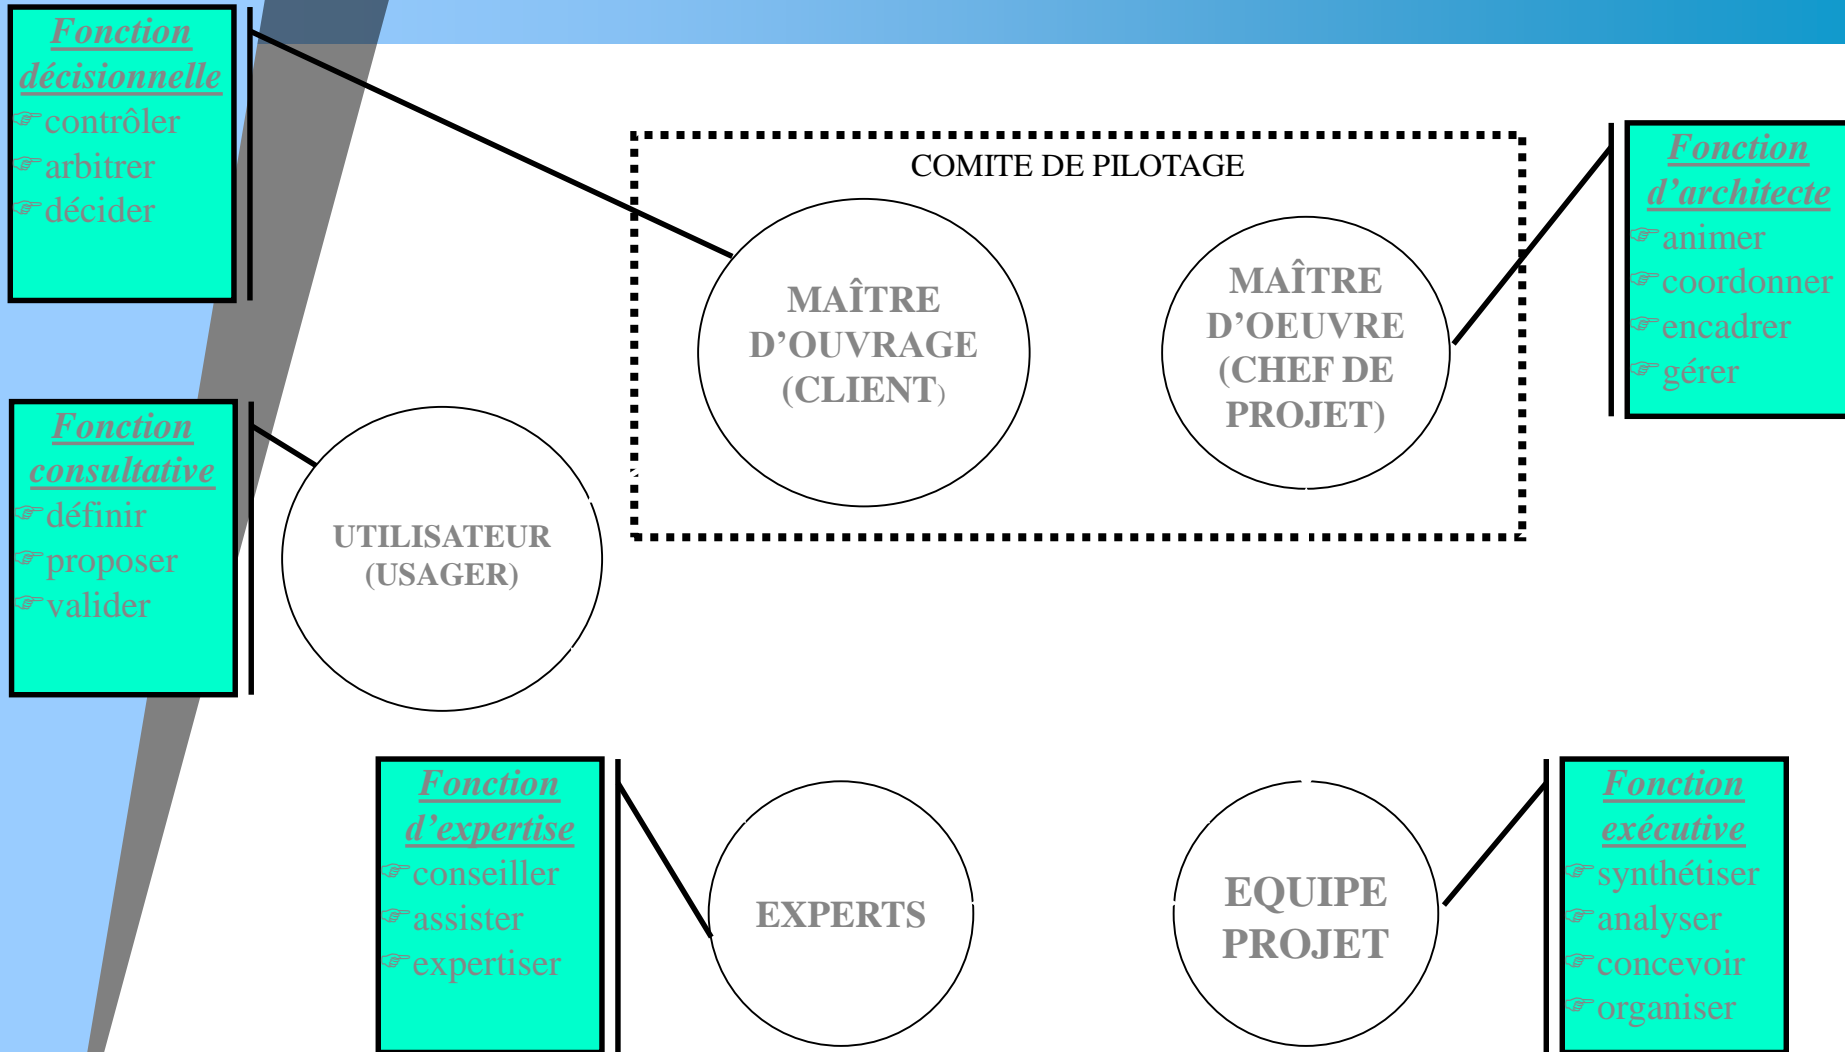 Fonction
décisionnelle
☞contrôler
☞arbitrer
☞décider
COMITE DE PILOTAGE
MAÎTRE
D’OUVRAGE
(CLIENT)
MAÎTRE
D’OEUVRE
(CHEF DE
PROJET)
Fonction
d’architecte
☞animer
☞coordonner
☞encadrer
☞gérer
Fonction
consultative
☞définir
☞proposer
☞valider
UTILISATEUR
(USAGER)
Fonction
d’expertise
☞conseiller
☞assister
☞expertiser
EXPERTS
EQUIPE
PROJET
Fonction
exécutive
☞synthétiser
☞analyser
☞concevoir
☞organiser